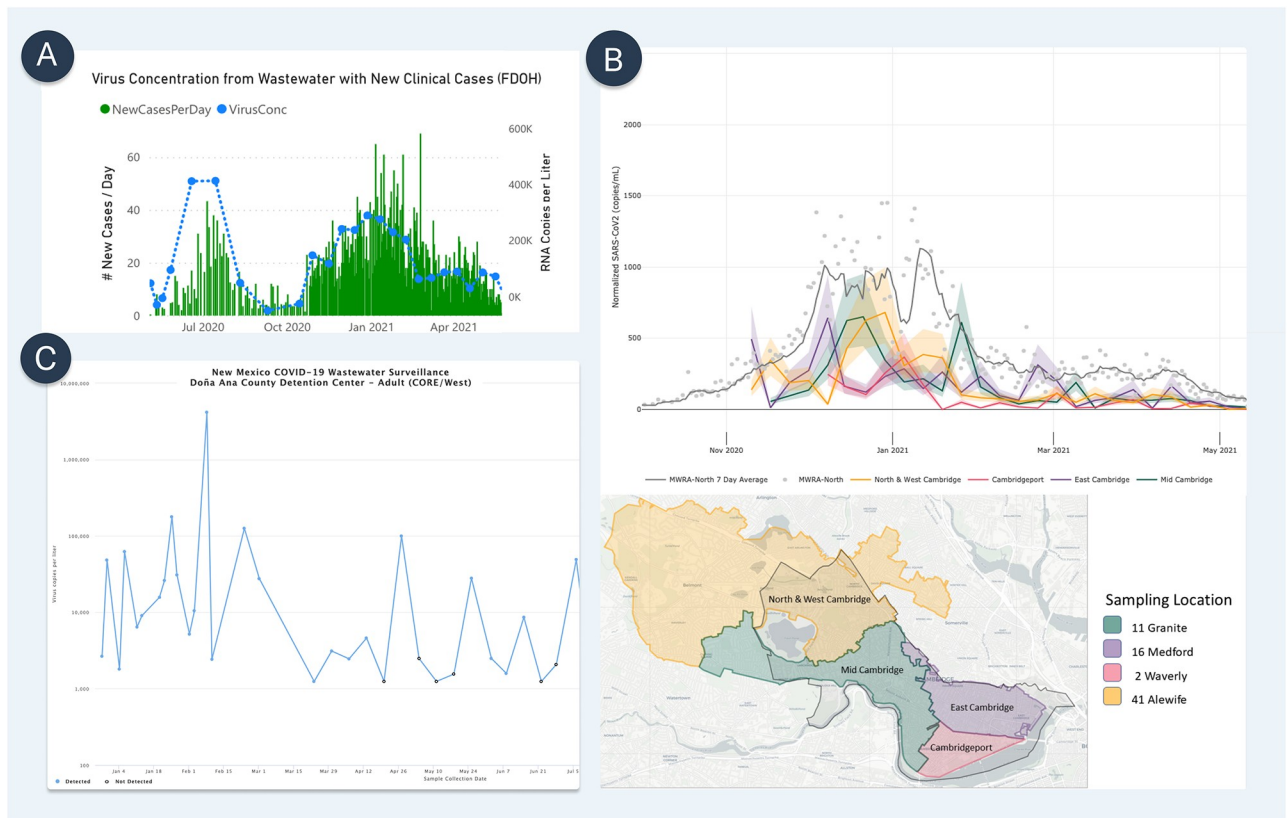 A
Virus Concentration from Wastewater with New Clinical Cases (FDOH)
NewCasesPerDay VirusConc
# New Cases / Day
60
40
20
0
600K
400K
200K
0K
RNA Copies per Liter
Jul 2020 Oct 2020 Jan 2021 Apr 2021
B
Normalized SARS-CoV2 (copies/mL)
2000
1500
1000
500
0
Nov 2020 Jan 2021 Mar 2021 May 2021
MWRA-North 7 Day Average MWRA-North North & West Cambridge Cambridgeport East Cambridge Mid Cambridge
North & West Cambridge
Mid Cambridge
East Cambridge
Cambridgeport
Arlington
Belmont
Somerville
Watertown
Sampling Location
11 Granite
16 Medford
2 Waverly
41 Alewife
C
New Mexico COVID-19 Wastewater Surveillance
Doña Ana County Detention Center – Adult (CORE/West)
Virus copies per liter
10,000,000
1,000,000
100,000
10,000
1,000
100
Jan 4 Jan 18 Feb 1 Feb 15 Mar 1 Mar 15 Mar 29 Apr 12 Apr 26 May 10 May 24 Jun 7 Jun 21 Jul 5
Sample Collection Date
Detected Not Detected